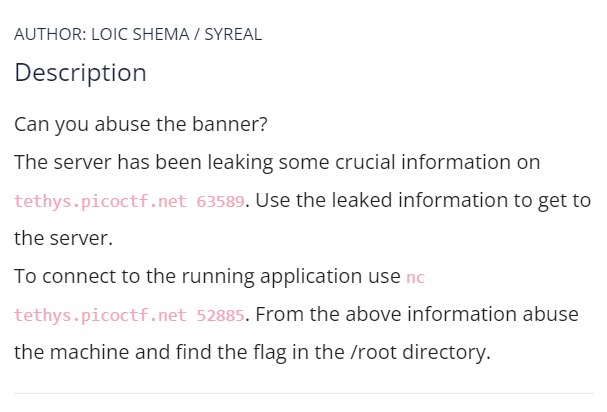 AUTHOR: LOIC SHEMA / SYREAL
Description
Can you abuse the banner?
The server has been leaking some crucial information on
tethys.picoctf.net 63589. Use the leaked information to get to
the server.
To connect to the running application use nc
tethys.picoctf.net 52885. From the above information abuse
the machine and find the flag in the /root directory.